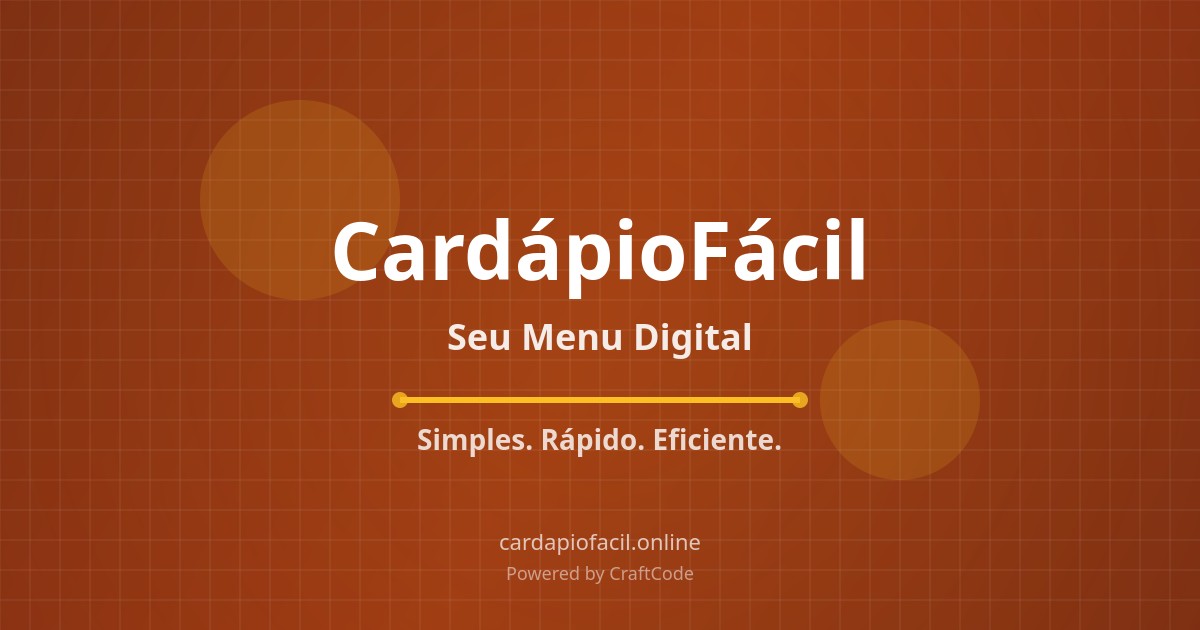 CardápioFácil
Seu Menu Digital
Simples. Rápido. Eficiente.
cardapiofacil.online
Powered by CraftCode